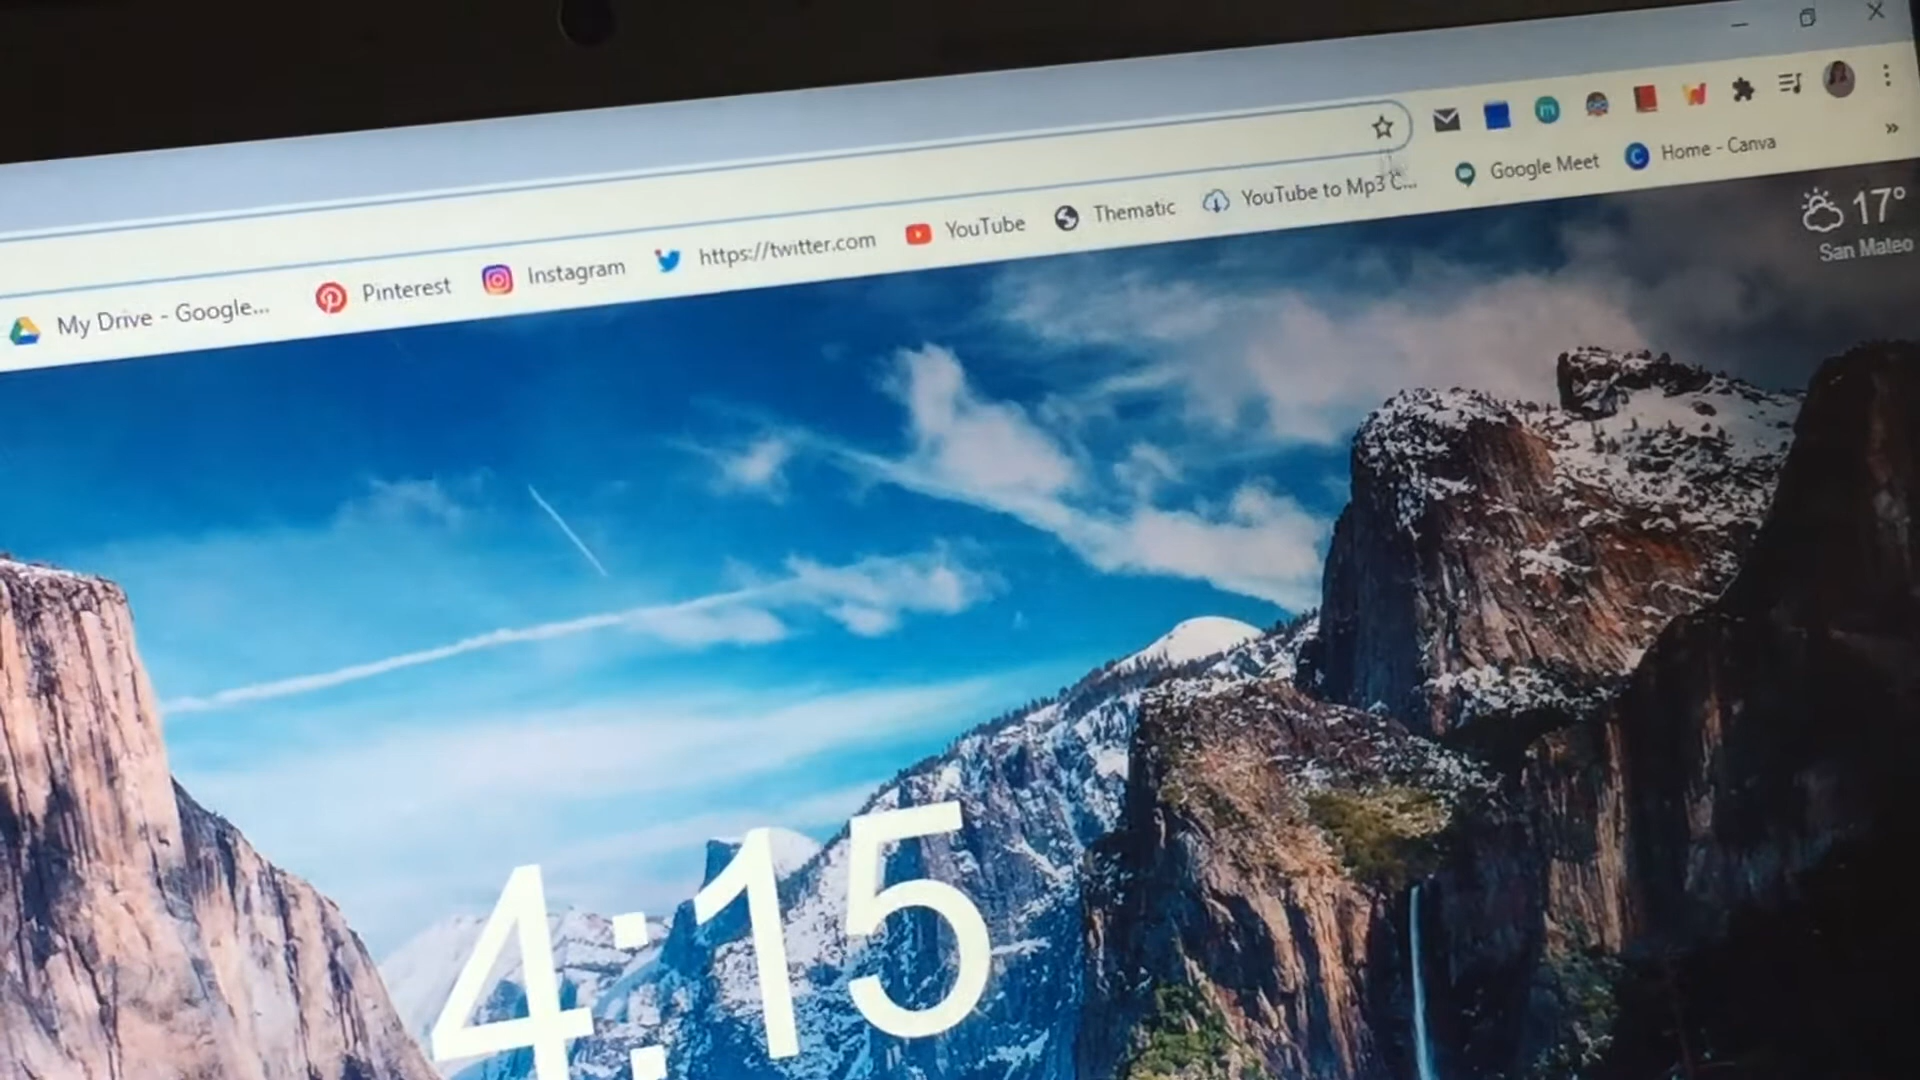 My Drive - Google... Pinterest Instagram https://twitter.com YouTube Thematic YouTube to Mp3 C... Google Meet Home - Canva »
17°
San Mateo
4:15